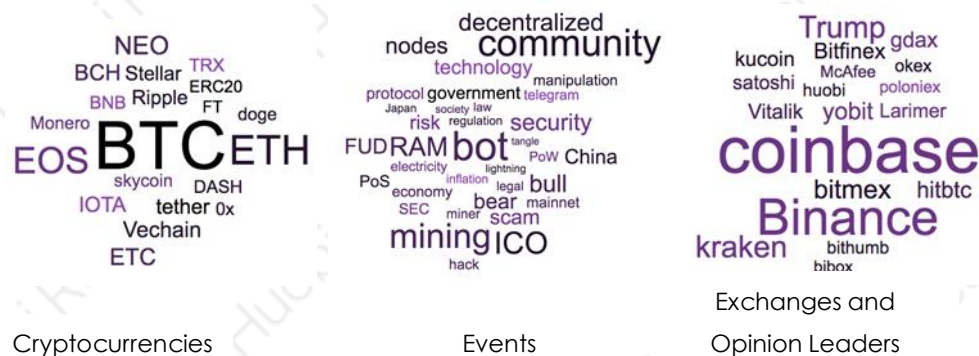 NEO
TRX
BCH Stellar
ERC20
BNB Ripple FT
doge
Monero
BTC
EOS
ETH
skycoin
DASH
IOTA
tether 0x
Vechain
ETC
decentralized
nodes community
technology
manipulation
protocol government telegram
Japan society law
risk regulation security
FUD RAM bot tangle
PoW China
electricity lightning
PoS inflation legal bull
economy bear mainnet
SEC miner scam
mining ICO
hack
Trump
gdax
kucoin Bitfinex
McAfee okex
satoshi huobi poloniex
Vitalik yobit Larimer
coinbase
bitmex hitbtc
Binance
kraken bithumb
bibox
Cryptocurrencies
Events
Exchanges and
Opinion Leaders